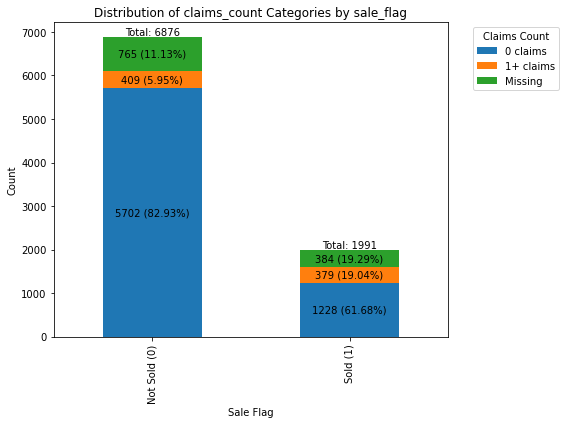 Distribution of claims_count Categories by sale_flag
Claims Count
0 claims
1+ claims
Missing
Total: 6876
765 (11.13%)
409 (5.95%)
5702 (82.93%)
Total: 1991
384 (19.29%)
379 (19.04%)
1228 (61.68%)
Count
7000
6000
5000
4000
3000
2000
1000
0
Not Sold (0)
Sold (1)
Sale Flag